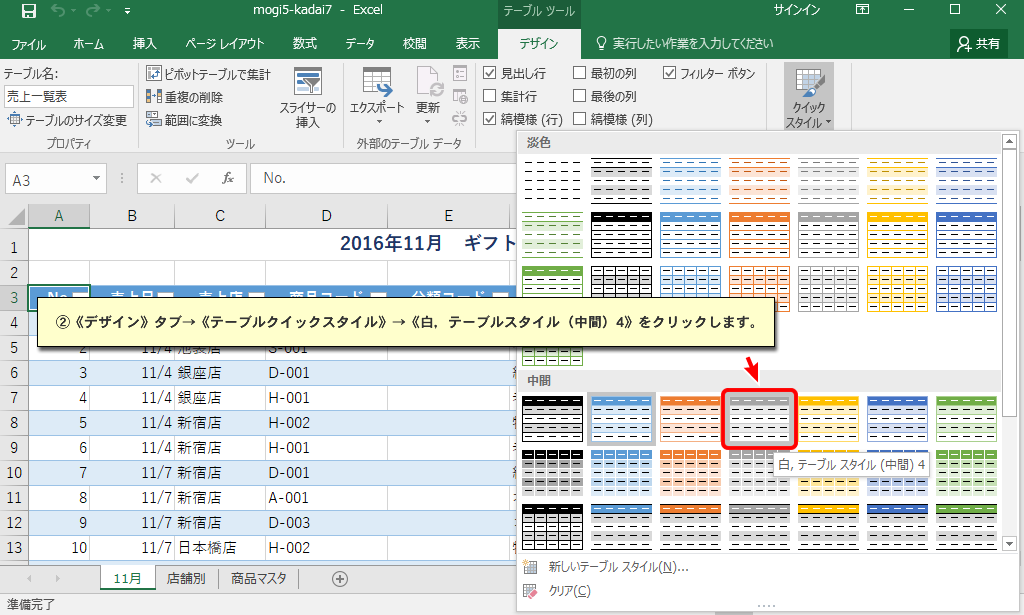 mogi5-kadai7 - Excel
テーブル ツール
サインイン
ファイル
ホーム
挿入
ページ レイアウト
数式
データ
校閲
表示
デザイン
実行したい作業を入力してください
共有
テーブル名:
売上一覧表
テーブルのサイズ変更
プロパティ
ピボットテーブルで集計
重複の削除
範囲に変換
ツール
スライサーの
挿入
エクスポート
更新
外部のテーブル データ
見出し行
集計行
縞模様 (行)
最初の列
最後の列
縞模様 (列)
フィルター ボタン
クイック
スタイル
淡色
A3
fx
No.
A B C D E
1 2016年11月 ギフト
2
3
4
②《デザイン》タブ→《テーブルクイックスタイル》→《白，テーブルスタイル（中間）4》をクリックします。
5 2 11/4 池袋店 S-001
中間
6 3 11/4 銀座店 D-001
7 4 11/4 銀座店 H-001
8 5 11/4 新宿店 H-002
9 6 11/4 新宿店 H-001
10 7 11/7 新宿店 D-001
11 8 11/7 新宿店 A-001
12 9 11/7 新宿店 D-003
13 10 11/7 日本橋店 H-002
白, テーブル スタイル (中間) 4
新しいテーブル スタイル(N)...
クリア(C)
11月
店舗別
商品マスタ
準備完了